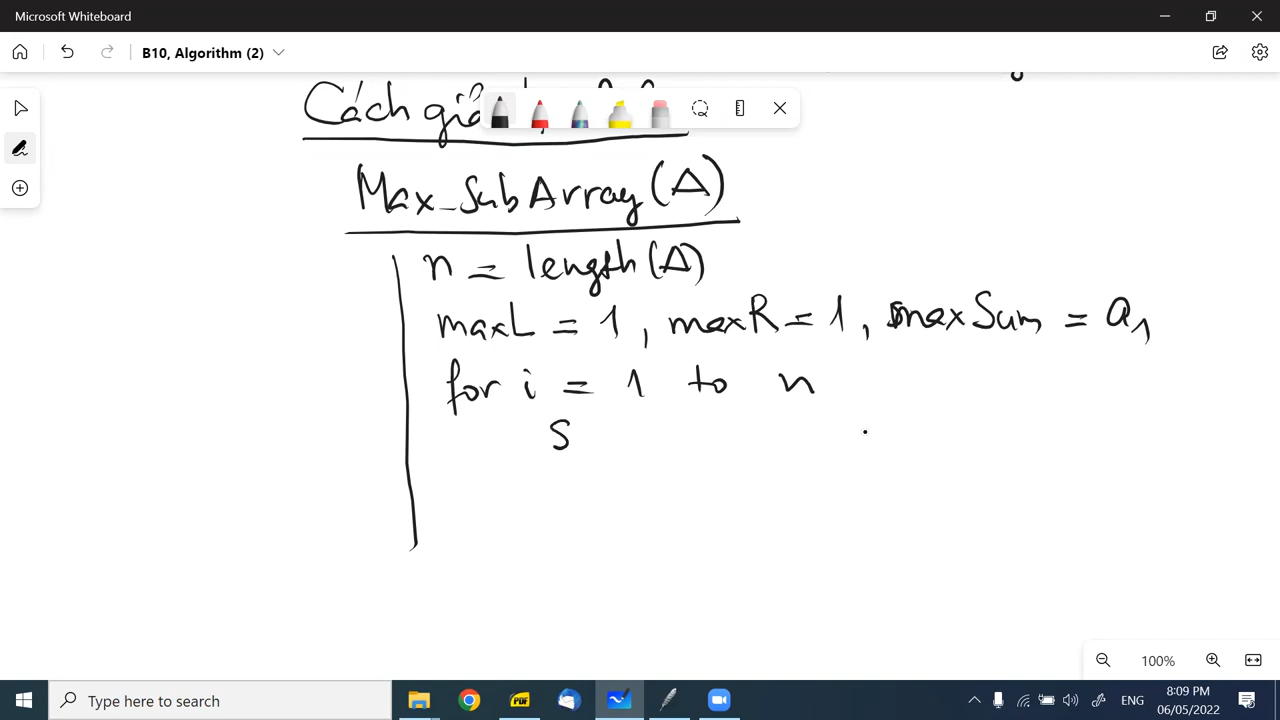 Microsoft Whiteboard
B10, Algorithm (2)
Cách giải
Max_SubArray(A)
n = length(A)
maxL = 1, maxR = 1, maxSum = a1
for i = 1 to n
S
100%
Type here to search
ENG
8:09 PM
06/05/2022